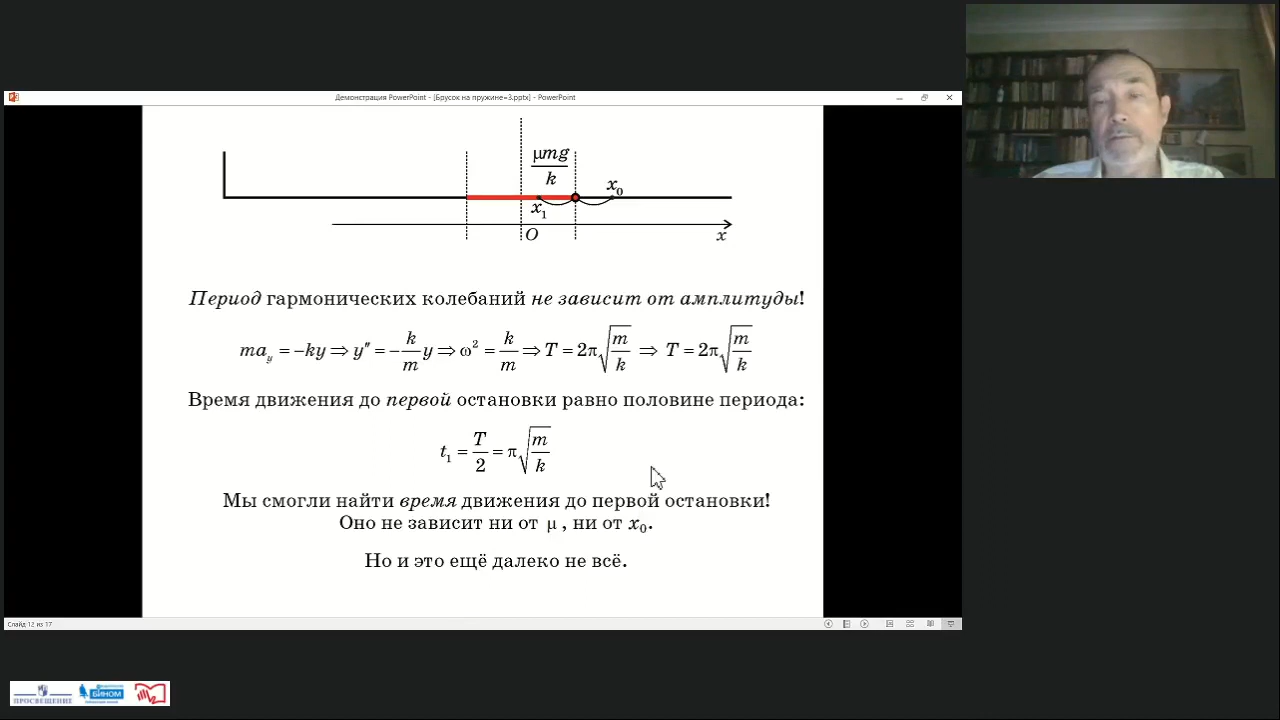 Демонстрация PowerPoint - [Брусок на пружине=3.pptx] - PowerPoint
μmg
k
x₀
x₁
O
x
Период гармонических колебаний не зависит от амплитуды!
maᵧ = −ky ⇒ y″ = −k/m y ⇒ ω² = k/m ⇒ T = 2π√(m/k) ⇒ T = 2π√(m/k)
Время движения до первой остановки равно половине периода:
t₁ = T/2 = π√(m/k)
Мы смогли найти время движения до первой остановки!
Оно не зависит ни от μ , ни от x₀.
Но и это ещё далеко не всё.
Слайд 12 из 17
ПРОСВЕЩЕНИЕ
БИНОМ